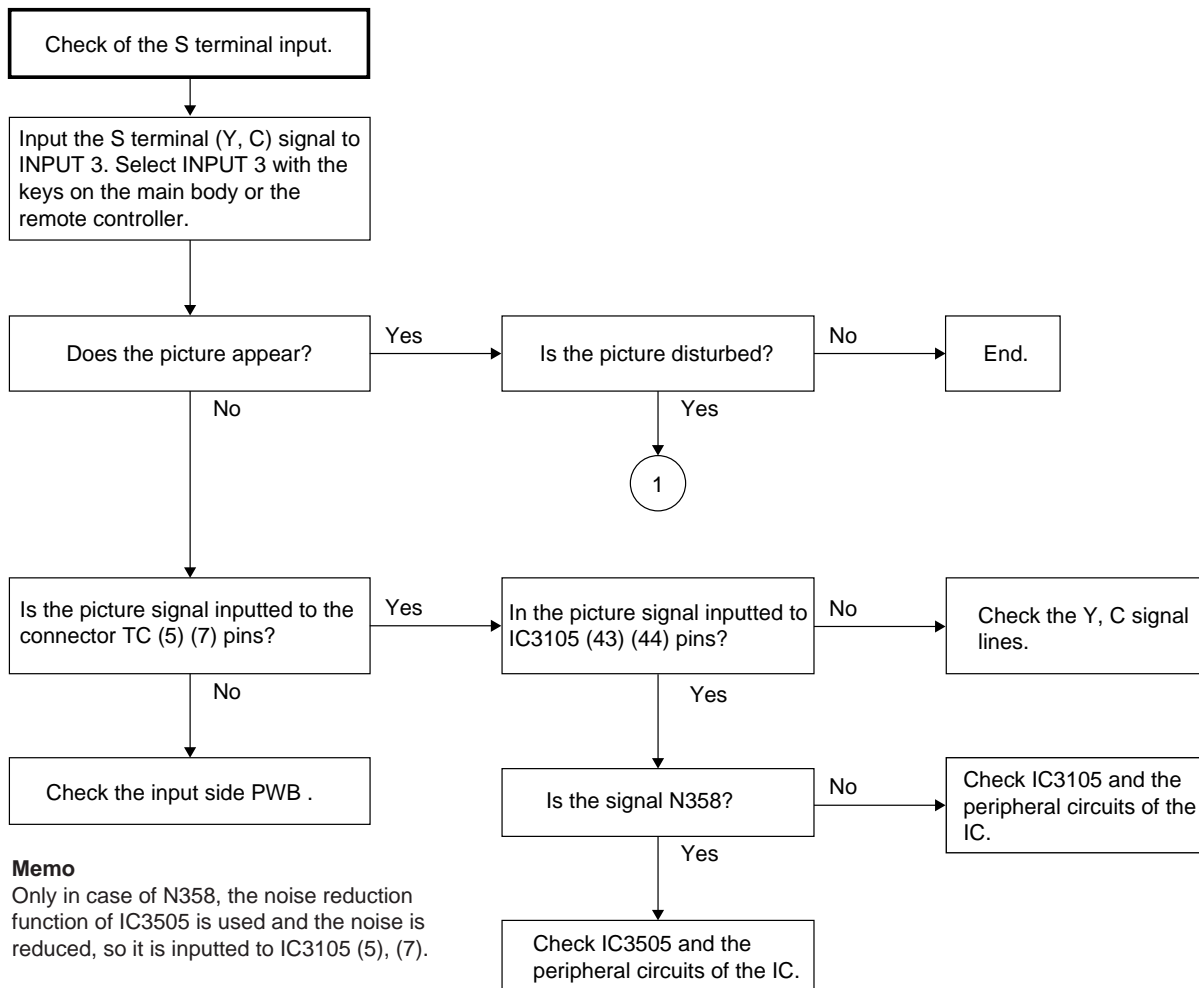 Check of the S terminal input.
Input the S terminal (Y, C) signal to
INPUT 3. Select INPUT 3 with the
keys on the main body or the
remote controller.
Does the picture appear?
Yes
Is the picture disturbed?
No
End.
No
Yes
1
Is the picture signal inputted to the
connector TC (5) (7) pins?
Yes
In the picture signal inputted to
IC3105 (43) (44) pins?
No
Check the Y, C signal
lines.
No
Yes
Check the input side PWB .
Is the signal N358?
No
Check IC3105 and the
peripheral circuits of the
IC.
Yes
Check IC3505 and the
peripheral circuits of the IC.
Memo
Only in case of N358, the noise reduction
function of IC3505 is used and the noise is
reduced, so it is inputted to IC3105 (5), (7).